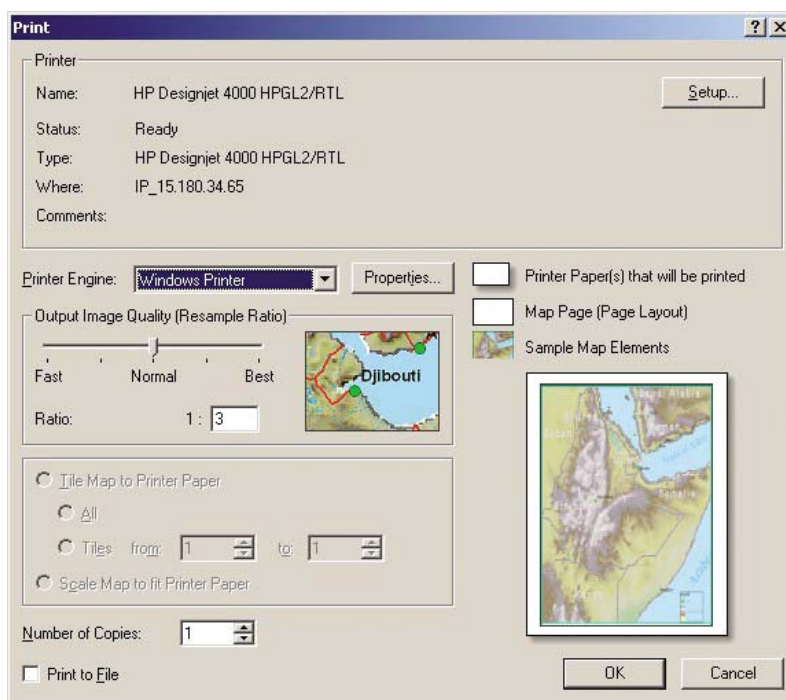 Print
Printer
Name: HP Designjet 4000 HPGL2/RTL
Setup...
Status: Ready
Type: HP Designjet 4000 HPGL2/RTL
Where: IP_15.180.34.65
Comments:
Printer Engine: Windows Printer Properties...
Printer Paper(s) that will be printed
Map Page (Page Layout)
Sample Map Elements
Output Image Quality (Resample Ratio)
Fast Normal Best
Ratio: 1 : 3
Djibouti
Tile Map to Printer Paper
All
Tiles from: 1 to: 1
Scale Map to fit Printer Paper
Number of Copies: 1
Print to File
OK Cancel